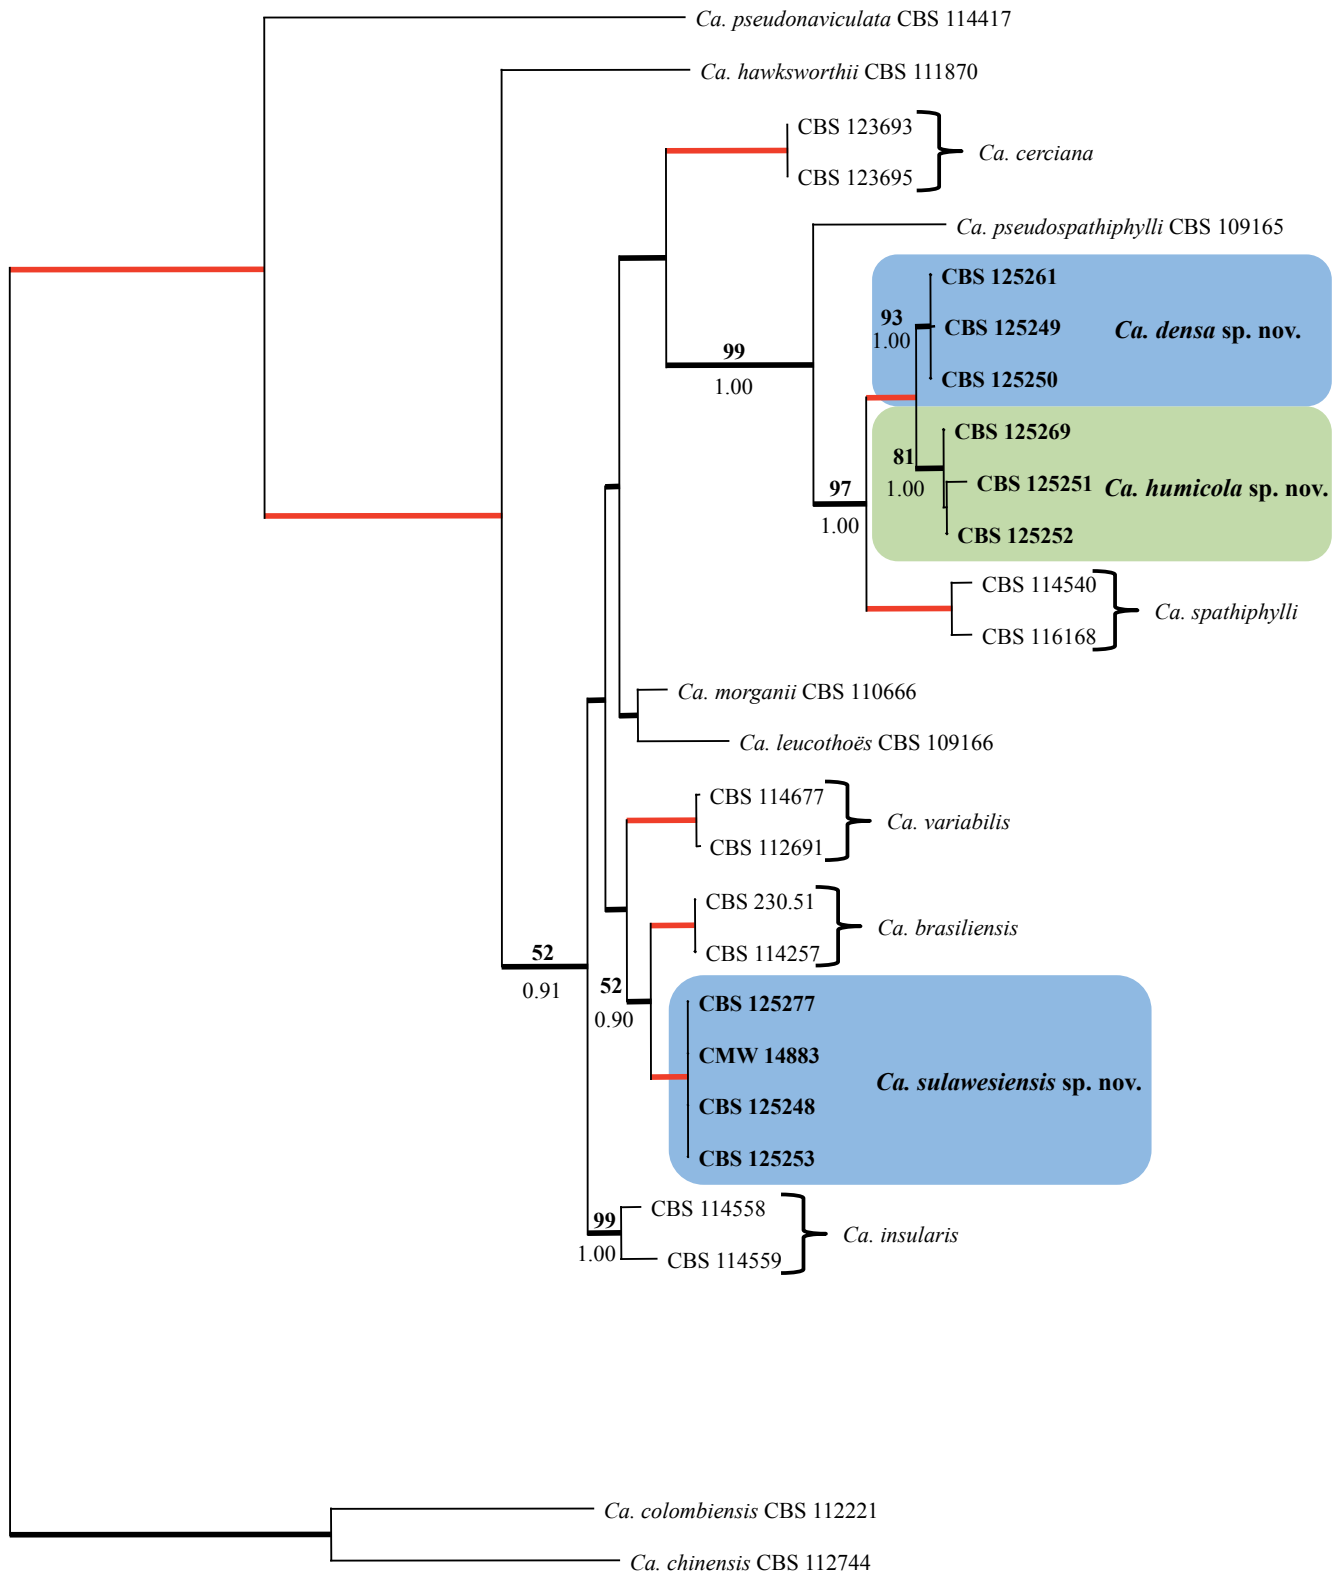 Ca. pseudonaviculata CBS 114417
Ca. hawksworthii CBS 111870
CBS 123693
Ca. cerciana
CBS 123695
Ca. pseudospathiphylli CBS 109165
CBS 125261
93
1.00
CBS 125249
Ca. densa sp. nov.
99
1.00
CBS 125250
CBS 125269
81
1.00
CBS 125251
Ca. humicola sp. nov.
97
1.00
CBS 125252
CBS 114540
Ca. spathiphylli
CBS 116168
Ca. morganii CBS 110666
Ca. leucothoës CBS 109166
CBS 114677
Ca. variabilis
CBS 112691
CBS 230.51
Ca. brasiliensis
CBS 114257
52
0.91
52
0.90
CBS 125277
CMW 14883
Ca. sulawesiensis sp. nov.
CBS 125248
CBS 125253
CBS 114558
99
1.00
Ca. insularis
CBS 114559
Ca. colombiensis CBS 112221
Ca. chinensis CBS 112744